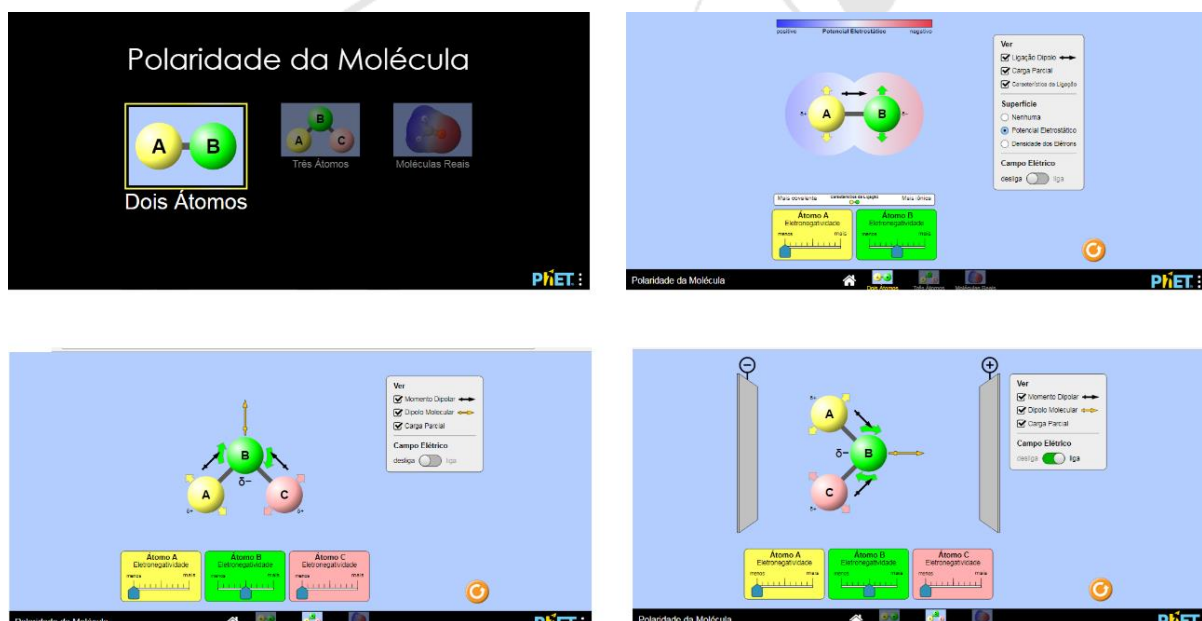 Polaridade da Molécula
A B
B
A C
Três Átomos
Moléculas Reais
Dois Átomos
PhET
positivo Potencial Eletrostático negativo
δ+ A B δ-
Ver
Ligação Dipolo
Carga Parcial
Característica da Ligação
Superfície
Nenhuma
Potencial Eletrostático
Densidade dos Elétrons
Campo Elétrico
desliga liga
Mais covalente Mais iônica
Átomo A
Eletronegatividade
menos mais
Átomo B
Eletronegatividade
menos mais
Polaridade da Molécula
Dois Átomos Três Átomos Moléculas Reais
PhET
Ver
Momento Dipolar
Dipolo Molecular
Carga Parcial
Campo Elétrico
desliga liga
B
δ-
A C
δ+ δ+
Átomo A
Eletronegatividade
menos mais
Átomo B
Eletronegatividade
menos mais
Átomo C
Eletronegatividade
menos mais
Polaridade da Molécula
PhET
− +
Ver
Momento Dipolar
Dipolo Molecular
Carga Parcial
Campo Elétrico
desliga liga
δ+
A
δ- B
C
δ+
Átomo A
Eletronegatividade
menos mais
Átomo B
Eletronegatividade
menos mais
Átomo C
Eletronegatividade
menos mais
Polaridade da Molécula
PhET